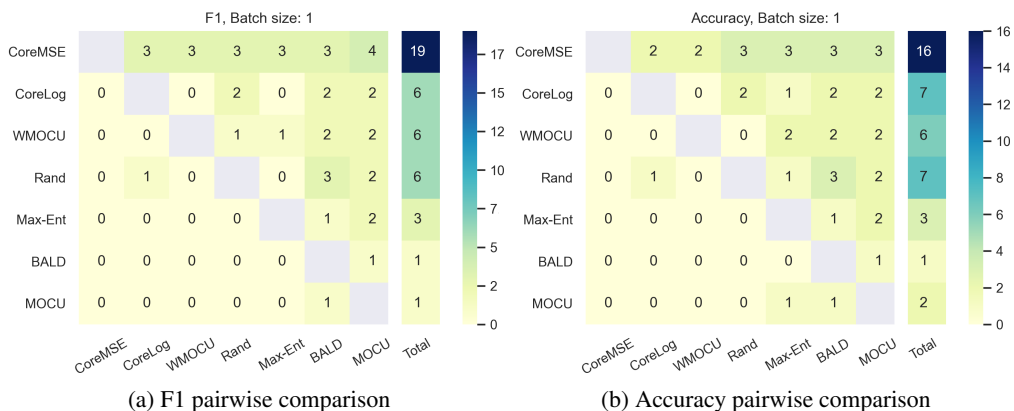 F1, Batch size: 1
CoreMSE 3 3 3 3 3 4 19
CoreLog 0 0 2 0 2 2 6
WMOCU 0 0 1 1 2 2 6
Rand 0 1 0 0 3 2 6
Max-Ent 0 0 0 0 1 2 3
BALD 0 0 0 0 0 1 1
MOCU 0 0 0 0 0 1 1
CoreMSE CoreLog WMOCU Rand Max-Ent BALD MOCU Total
17
15
12
10
7
5
2
0
(a) F1 pairwise comparison
Accuracy, Batch size: 1
CoreMSE 2 2 3 3 3 3 16
CoreLog 0 0 2 1 2 2 7
WMOCU 0 0 0 2 2 2 6
Rand 0 1 0 1 3 2 7
Max-Ent 0 0 0 0 1 2 3
BALD 0 0 0 0 0 1 1
MOCU 0 0 0 0 1 1 2
CoreMSE CoreLog WMOCU Rand Max-Ent BALD MOCU Total
16
14
12
10
8
6
4
2
0
(b) Accuracy pairwise comparison